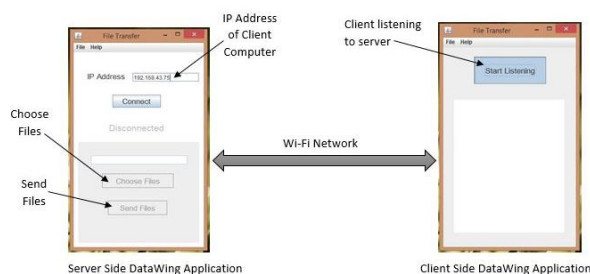 IP Address
of Client
Computer
Client listening
to server
File Transfer
File Help
IP Address 192.168.43.75
Connect
Disconnected
Choose Files
Send Files
Choose
Files
Send
Files
Wi-Fi Network
File Transfer
File Help
Start Listening
Server Side DataWing Application
Client Side DataWing Application